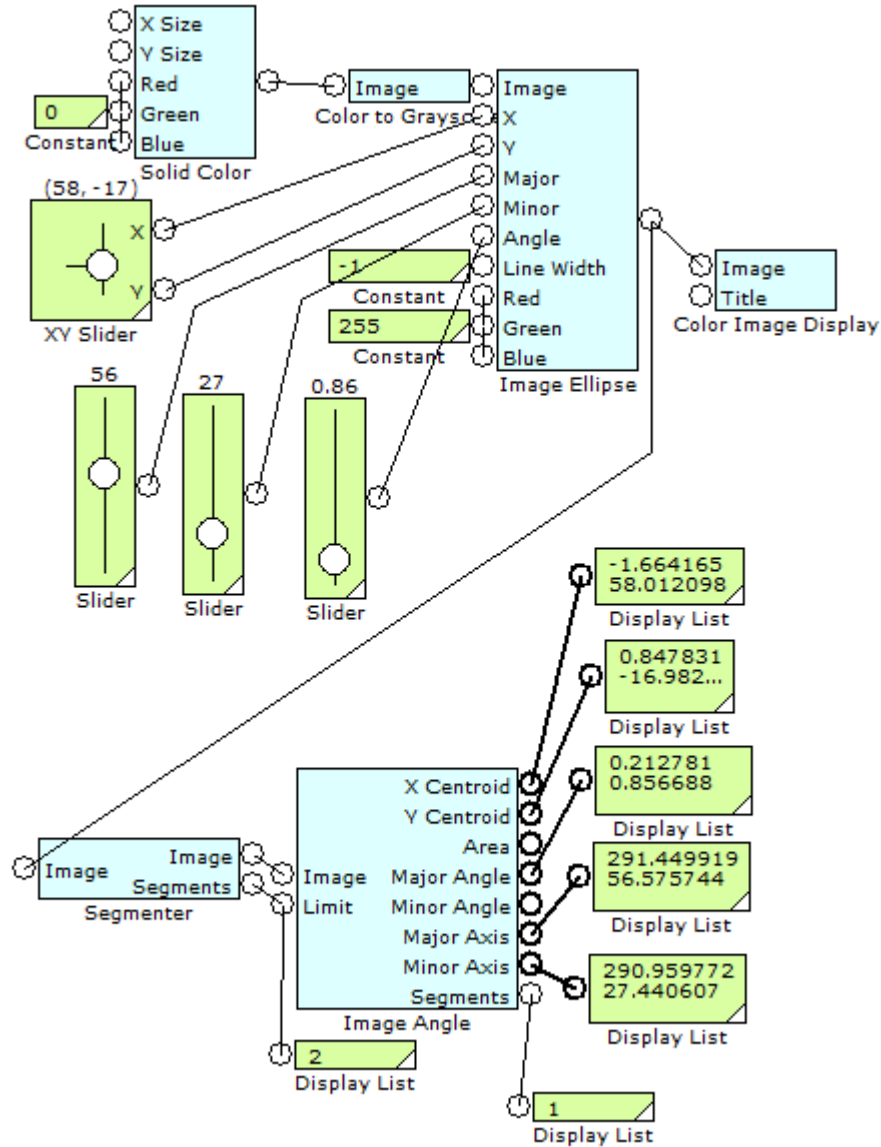 X Size
Y Size
Red
Green
Blue
0
Constant
Solid Color
Image
Color to Graysc
Image
X
Y
Major
Minor
Angle
Line Width
Red
Green
Blue
Image Ellipse
(58, -17)
X
Y
XY Slider
-1
Constant
255
Constant
Image
Title
Color Image Display
56
Slider
27
Slider
0.86
Slider
-1.664165
58.012098
Display List
0.847831
-16.982...
Display List
0.212781
0.856688
Display List
291.449919
56.575744
Display List
290.959772
27.440607
Display List
Image
Image
Segments
Segmenter
Image
Limit
X Centroid
Y Centroid
Area
Major Angle
Minor Angle
Major Axis
Minor Axis
Segments
Image Angle
2
Display List
1
Display List